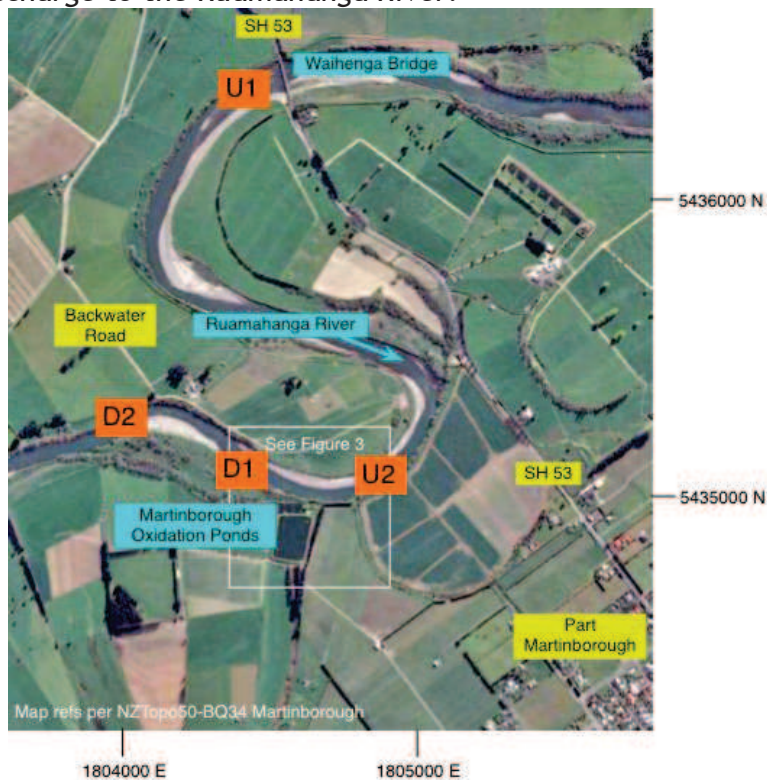 SH 53
Waihenga Bridge
U1
5436000 N
Backwater
Road
Ruamahanga River
D2
See Figure 3
D1
U2
SH 53
5435000 N
Martinborough
Oxidation Ponds
Part
Martinborough
Map refs per NZTopo50-BQ34 Martinborough
1804000 E
1805000 E